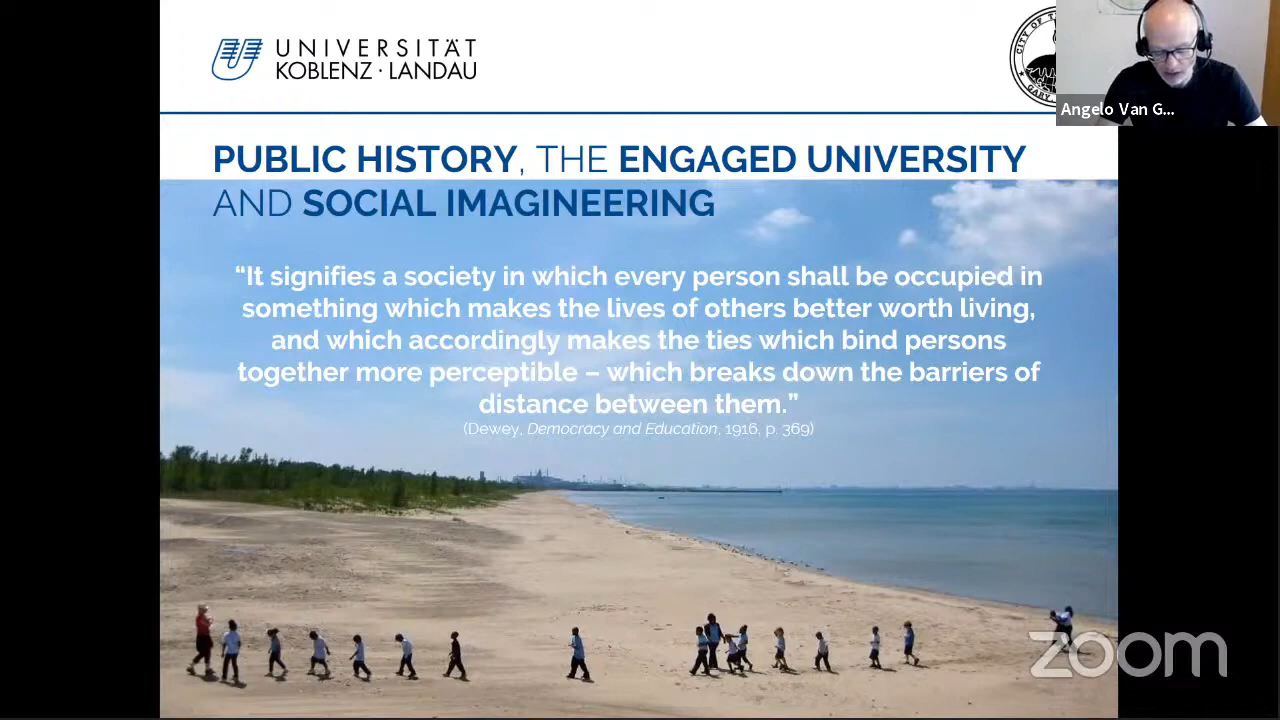 UNIVERSITÄT
KOBLENZ · LANDAU
CITY OF T
GARY,
Angelo Van G...
PUBLIC HISTORY, THE ENGAGED UNIVERSITY
AND SOCIAL IMAGINEERING
“It signifies a society in which every person shall be occupied in
something which makes the lives of others better worth living,
and which accordingly makes the ties which bind persons
together more perceptible – which breaks down the barriers of
distance between them.”
(Dewey, Democracy and Education, 1916, p. 369)
zoom